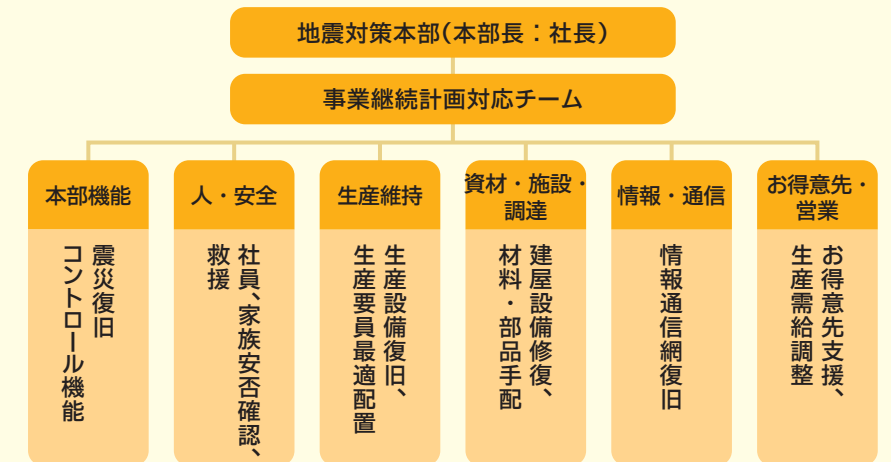 地震対策本部(本部長：社長)
事業継続計画対応チーム
本部機能
震災復旧
コントロール機能
人・安全
社員、家族安否確認、
救援
生産維持
生産設備復旧、
生産要員最適配置
資材・施設・
調達
建屋設備修復、
材料・部品手配
情報・通信
情報通信網復旧
お得意先・
営業
お得意先支援、
生産需給調整